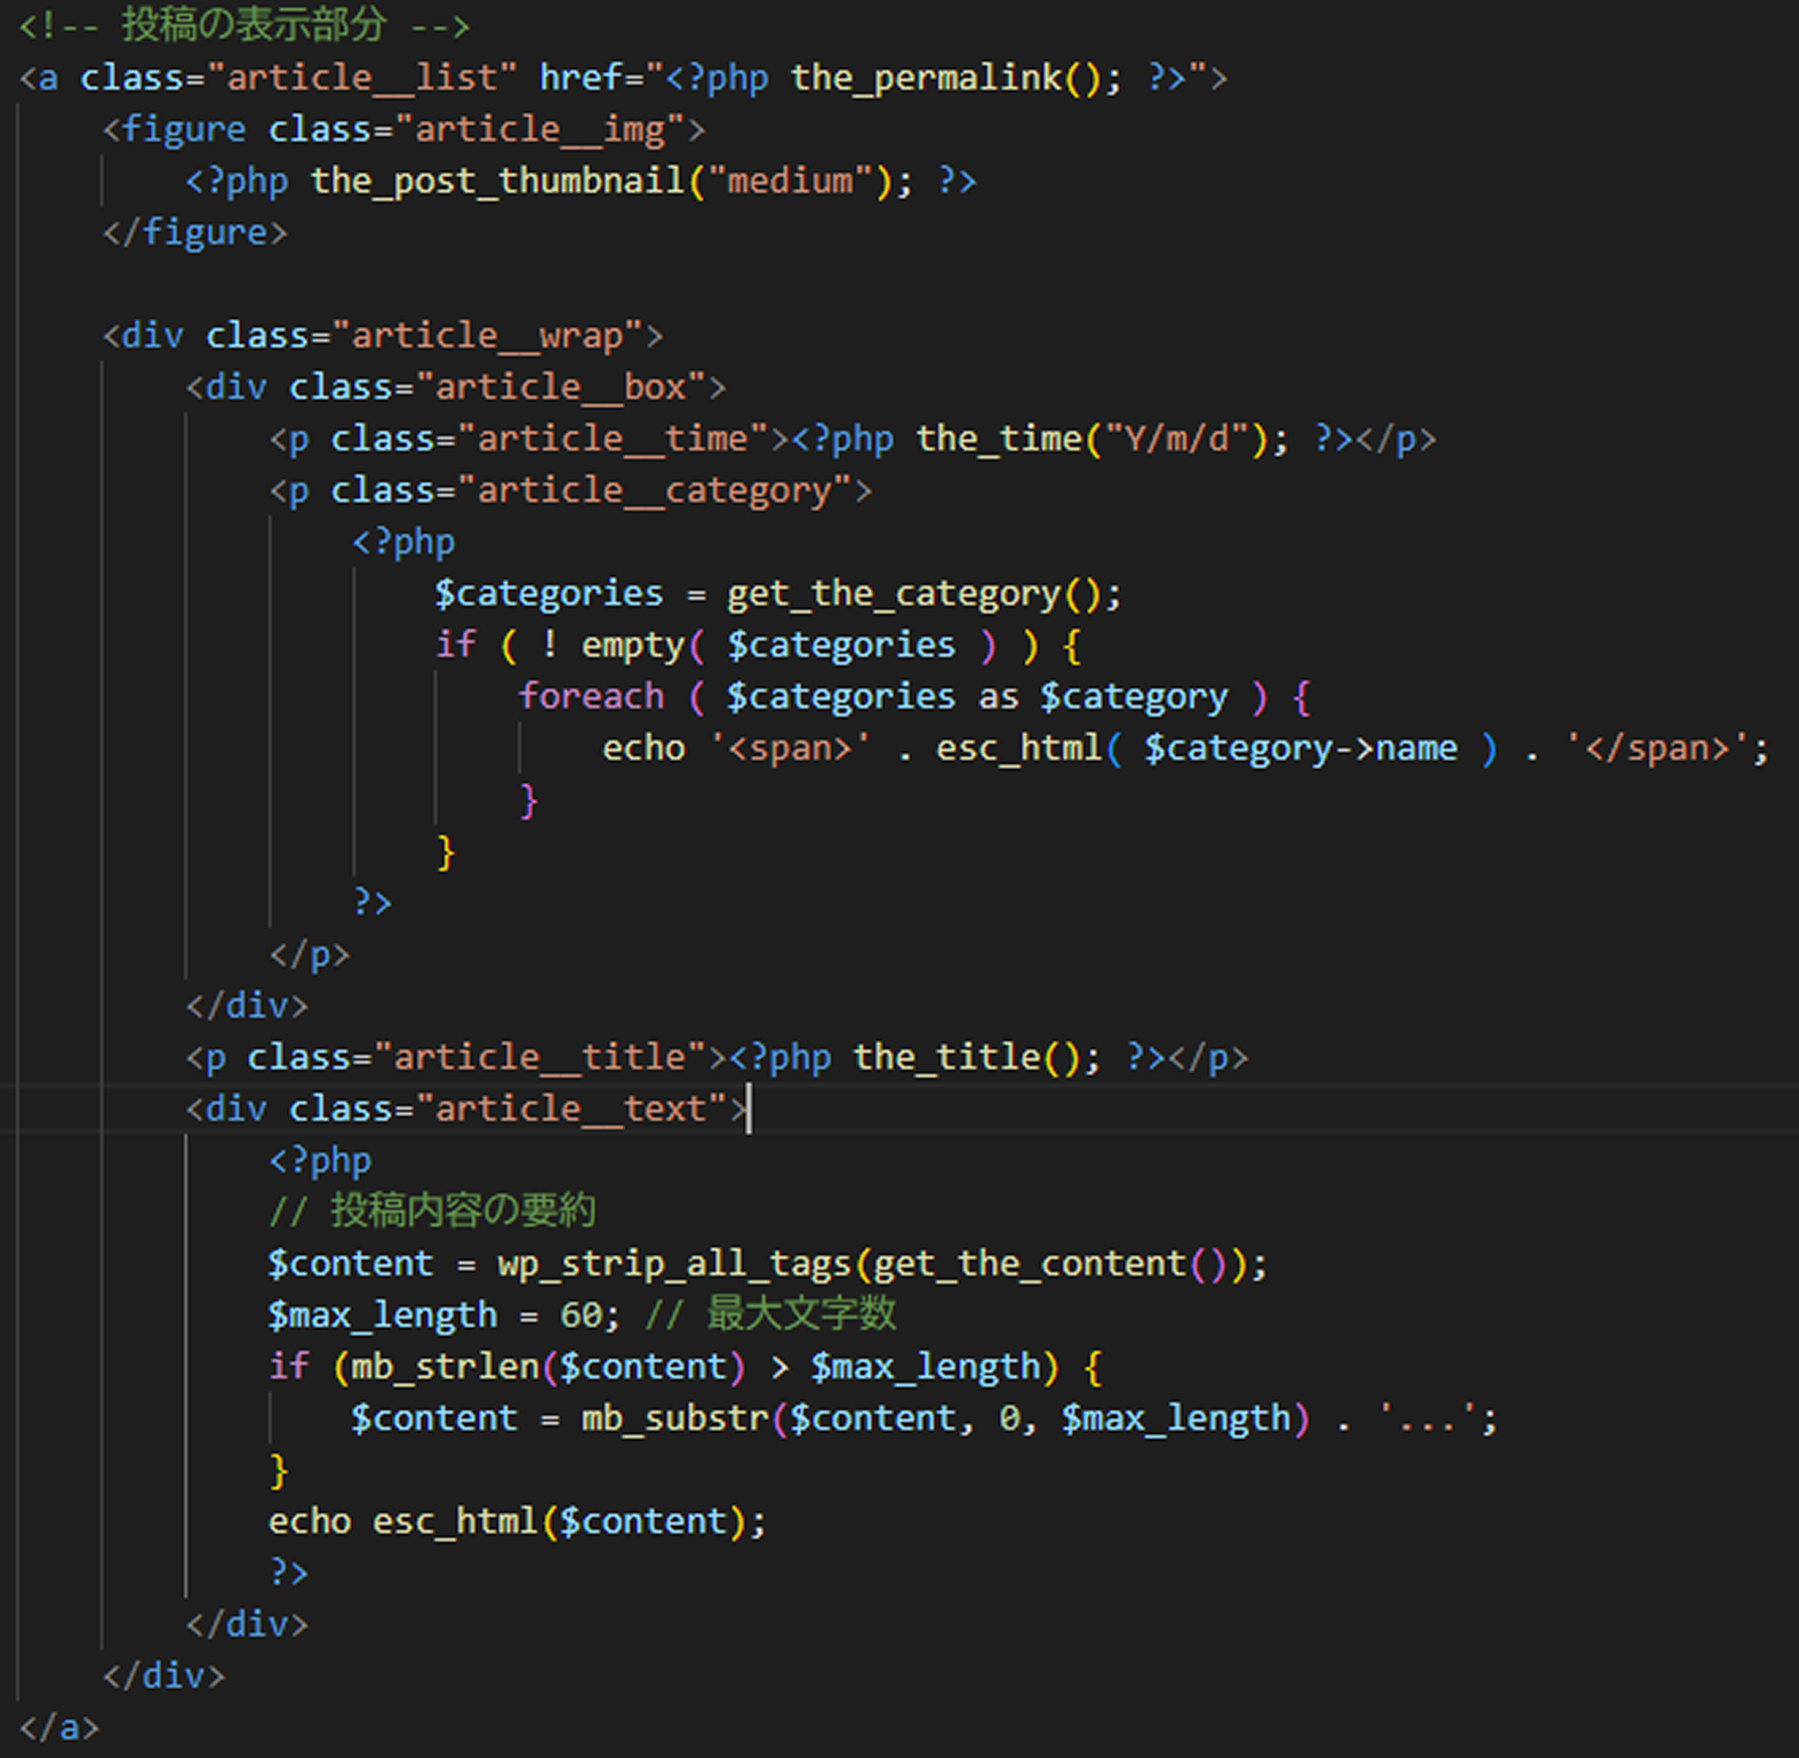 <!-- 投稿の表示部分 -->
<a class="article__list" href="<?php the_permalink(); ?>">
    <figure class="article__img">
        <?php the_post_thumbnail("medium"); ?>
    </figure>

    <div class="article__wrap">
        <div class="article__box">
            <p class="article__time"><?php the_time("Y/m/d"); ?></p>
            <p class="article__category">
                <?php
                    $categories = get_the_category();
                    if ( ! empty( $categories ) ) {
                        foreach ( $categories as $category ) {
                            echo '<span>' . esc_html( $category->name ) . '</span>';
                        }
                    }
                ?>
            </p>
        </div>
        <p class="article__title"><?php the_title(); ?></p>
        <div class="article__text">
            <?php
            // 投稿内容の要約
            $content = wp_strip_all_tags(get_the_content());
            $max_length = 60; // 最大文字数
            if (mb_strlen($content) > $max_length) {
                $content = mb_substr($content, 0, $max_length) . '...';
            }
            echo esc_html($content);
            ?>
        </div>
    </div>
</a>